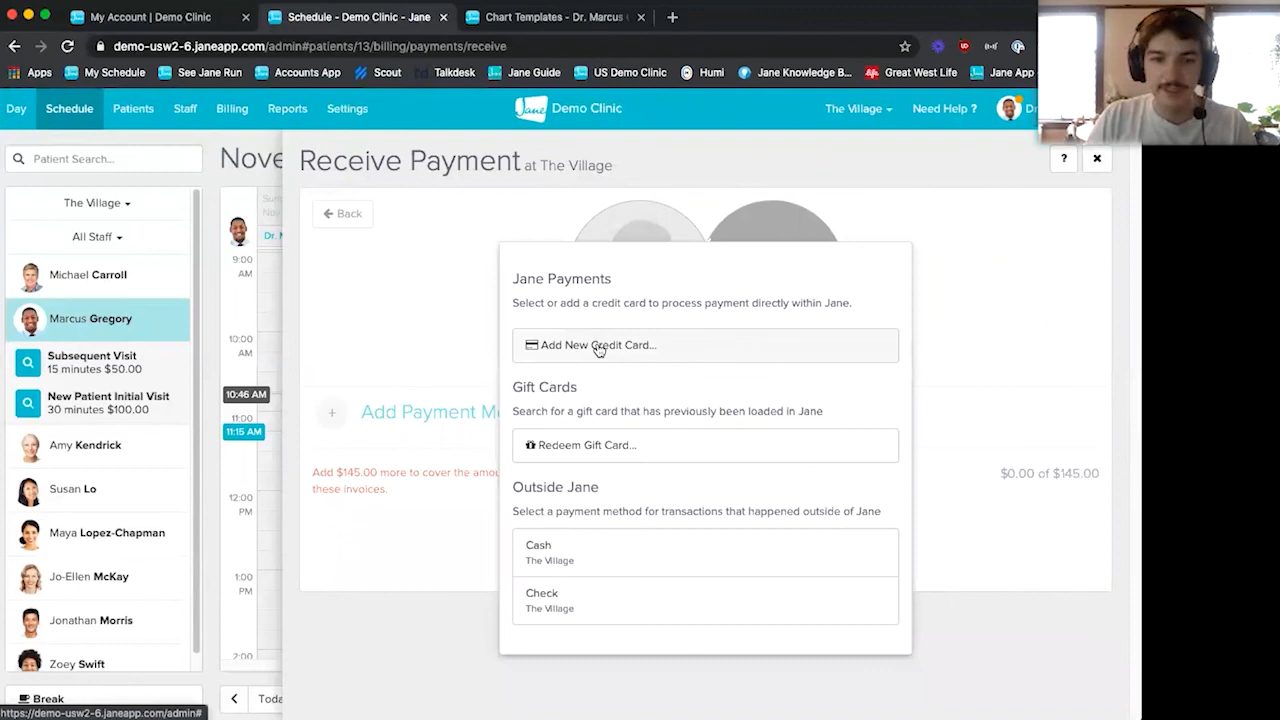 My Account | Demo Clinic
Schedule - Demo Clinic - Jane
Chart Templates - Dr. Marcus
demo-usw2-6.janeapp.com/admin#patients/13/billing/payments/receive
Apps
My Schedule
See Jane Run
Accounts App
Scout
Talkdesk
Jane Guide
US Demo Clinic
Humi
Jane Knowledge B...
Great West Life
Jane App
Day
Schedule
Patients
Staff
Billing
Reports
Settings
Jane
Demo Clinic
The Village
Need Help ?
Patient Search...
The Village
All Staff
Michael Carroll
Marcus Gregory
Subsequent Visit
15 minutes $50.00
New Patient Initial Visit
30 minutes $100.00
Amy Kendrick
Susan Lo
Maya Lopez-Chapman
Jo-Ellen McKay
Jonathan Morris
Zoey Swift
Break
https://demo-usw2-6.janeapp.com/admin#
Nove
Nov
Dr.
9:00
AM
10:00
AM
10:46 AM
11:00
11:15 AM
12:00
PM
1:00
PM
2:00
Toda
Receive Payment at The Village
?
Back
Add Payment Me
Add $145.00 more to cover the amou
these invoices.
$0.00 of $145.00
Jane Payments
Select or add a credit card to process payment directly within Jane.
Add New Credit Card...
Gift Cards
Search for a gift card that has previously been loaded in Jane
Redeem Gift Card...
Outside Jane
Select a payment method for transactions that happened outside of Jane
Cash
The Village
Check
The Village